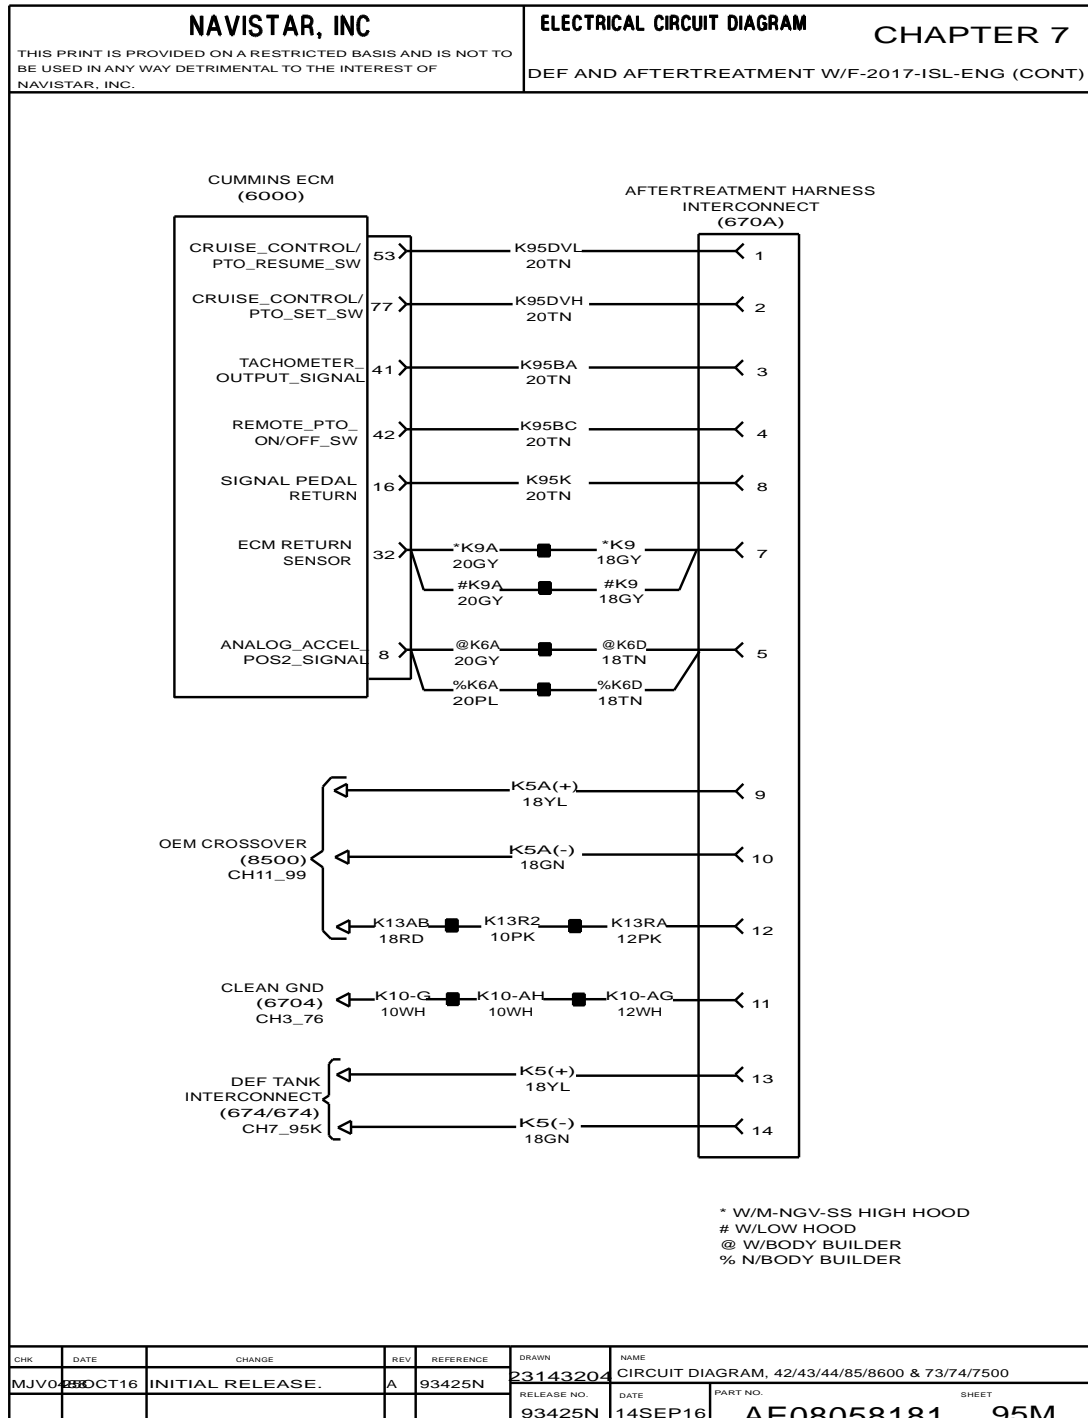 NAVISTAR, INC
THIS PRINT IS PROVIDED ON A RESTRICTED BASIS AND IS NOT TO
BE USED IN ANY WAY DETRIMENTAL TO THE INTEREST OF
NAVISTAR, INC.
ELECTRICAL CIRCUIT DIAGRAM
CHAPTER 7
DEF AND AFTERTREATMENT W/F-2017-ISL-ENG (CONT)
CUMMINS ECM
(6000)
AFTERTREATMENT HARNESS
INTERCONNECT
(670A)
CRUISE_CONTROL/
PTO_RESUME_SW
53
K95DVL
20TN
1
CRUISE_CONTROL/
PTO_SET_SW
77
K95DVH
20TN
2
TACHOMETER_
OUTPUT_SIGNAL
41
K95BA
20TN
3
REMOTE_PTO_
ON/OFF_SW
42
K95BC
20TN
4
SIGNAL PEDAL
RETURN
16
K95K
20TN
8
ECM RETURN
SENSOR
32
*K9A
20GY
*K9
18GY
7
#K9A
20GY
#K9
18GY
ANALOG_ACCEL_
POS2_SIGNAL
8
@K6A
20GY
@K6D
18TN
5
%K6A
20PL
%K6D
18TN
OEM CROSSOVER
(8500)
CH11_99
K5A(+)
18YL
9
K5A(-)
18GN
10
K13AB
18RD
K13R2
10PK
K13RA
12PK
12
CLEAN GND
(6704)
CH3_76
K10-G
10WH
K10-AH
10WH
K10-AG
12WH
11
DEF TANK
INTERCONNECT
(674/674)
CH7_95K
K5(+)
18YL
13
K5(-)
18GN
14
* W/M-NGV-SS HIGH HOOD
# W/LOW HOOD
@ W/BODY BUILDER
% N/BODY BUILDER
CHK DATE CHANGE REV REFERENCE
INITIAL RELEASE. A 93425N
DRAWN
23143204
NAME
CIRCUIT DIAGRAM, 42/43/44/85/8600 & 73/74/7500
RELEASE NO.
93425N
DATE
14SEP16
PART NO.
AE08058181
SHEET
95M